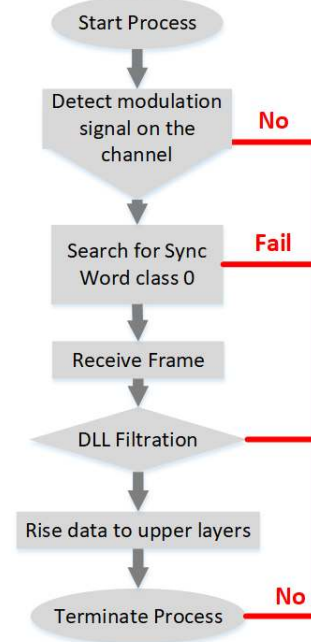 Start Process
Detect modulation
signal on the
channel
No
Search for Sync
Word class 0
Fail
Receive Frame
DLL Filtration
Rise data to upper layers
No
Terminate Process